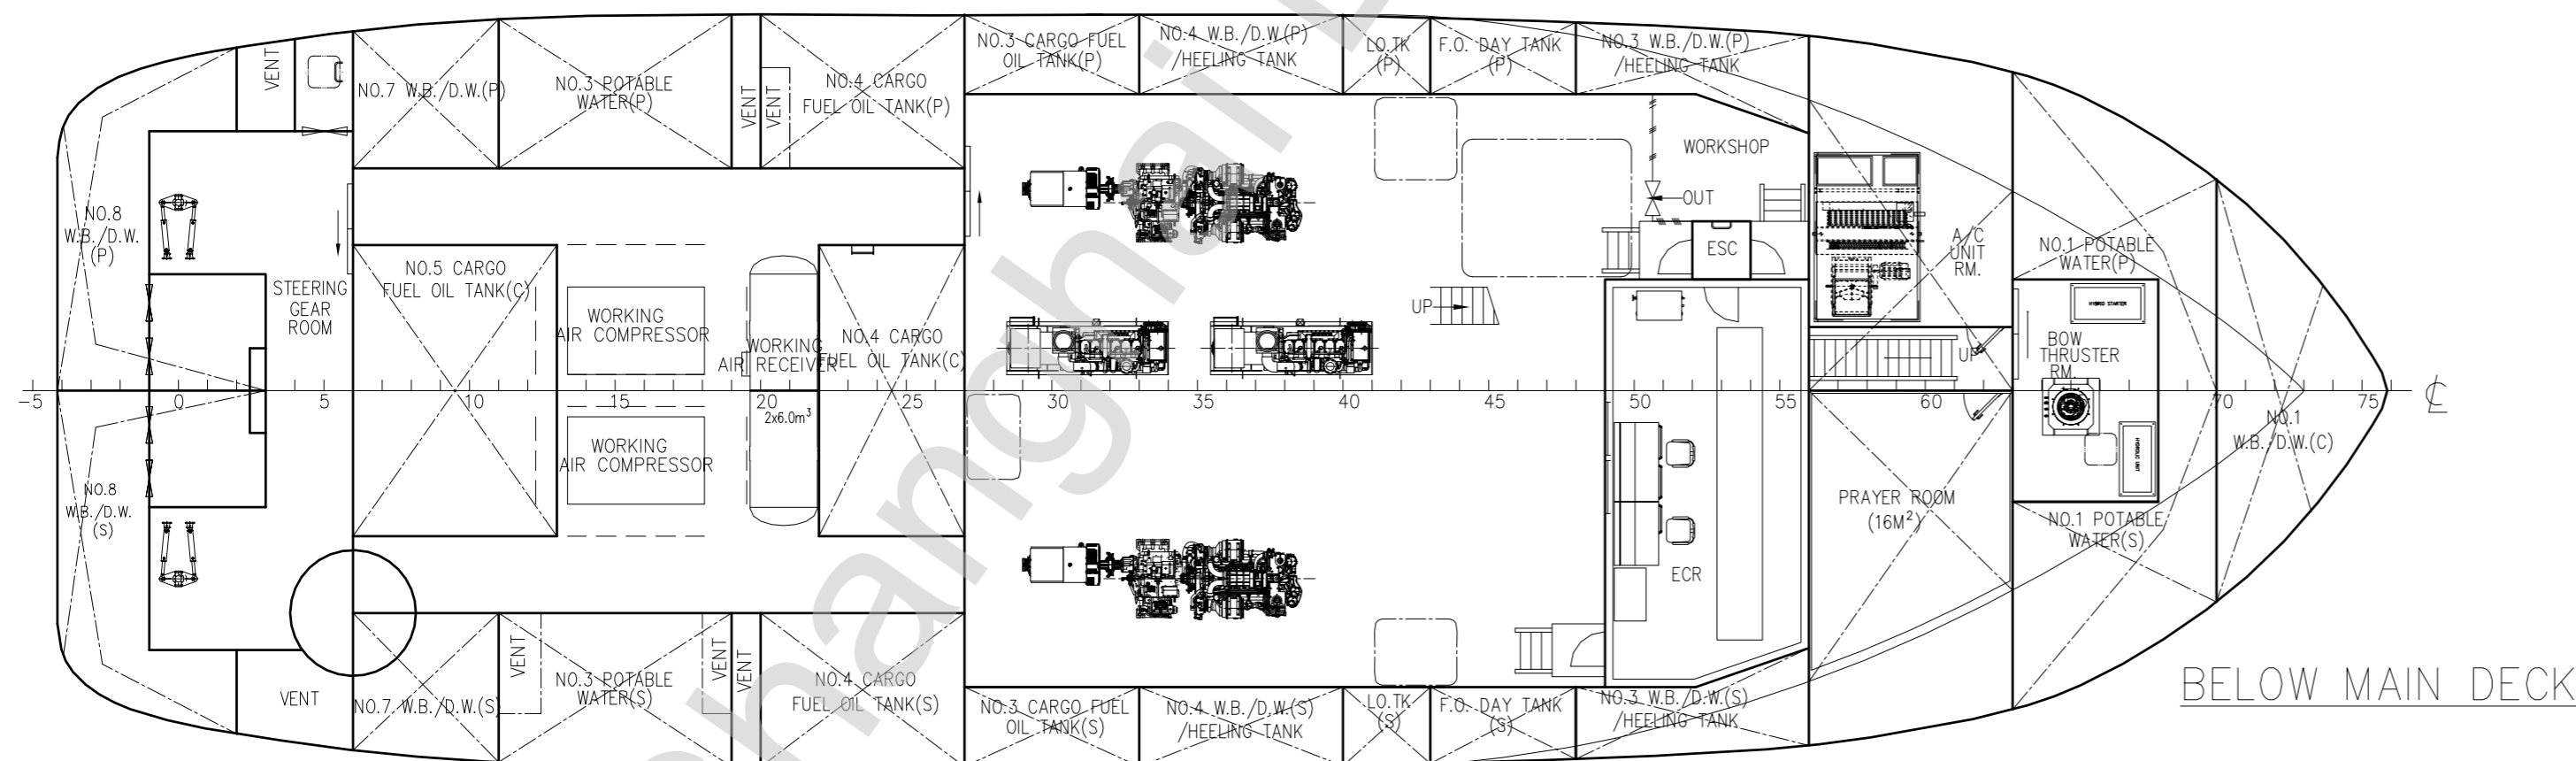 VENT
NO.7 W.B./D.W.(P)
NO.3 POTABLE
WATER(P)
VENT
VENT
NO.4 CARGO
FUEL OIL TANK(P)
NO.3 CARGO FUEL
OIL TANK(P)
NO.4 W.B./D.W(P)
/HEELING TANK
LO.TK
(P)
F.O. DAY TANK
(P)
NO.3 W.B./D.W.(P)
/HEELING TANK
WORKSHOP
OUT
ESC
NO.8
W.B./D.W.
(P)
STEERING
GEAR
ROOM
NO.5 CARGO
FUEL OIL TANK(C)
WORKING
AIR COMPRESSOR
WORKING
AIR RECEIVER
NO.4 CARGO
FUEL OIL TANK(C)
UP
A/C
UNIT
RM.
UP
NO.1 POTABLE
WATER(P)
HYBRID STARTER
BOW
THRUSTER
RM.
-5 0 5 10 15 20 25 30 35 40 45 50 55 60 70 75
2x6.0m³
WORKING
AIR COMPRESSOR
NO.8
W.B./D.W.
(S)
ECR
PRAYER ROOM
(16M²)
HYDRAULIC UNIT
NO.1
W.B./D.W.(C)
NO.1 POTABLE
WATER(S)
VENT
NO.7 W.B./D.W.(S)
VENT
NO.3 POTABLE
WATER(S)
VENT
VENT
NO.4 CARGO
FUEL OIL TANK(S)
NO.3 CARGO FUEL
OIL TANK(S)
NO.4 W.B./D.W.(S)
/HEELING TANK
LO.TK
(S)
F.O. DAY TANK
(S)
NO.3 W.B./D.W.(S)
/HEELING TANK
BELOW MAIN DECK